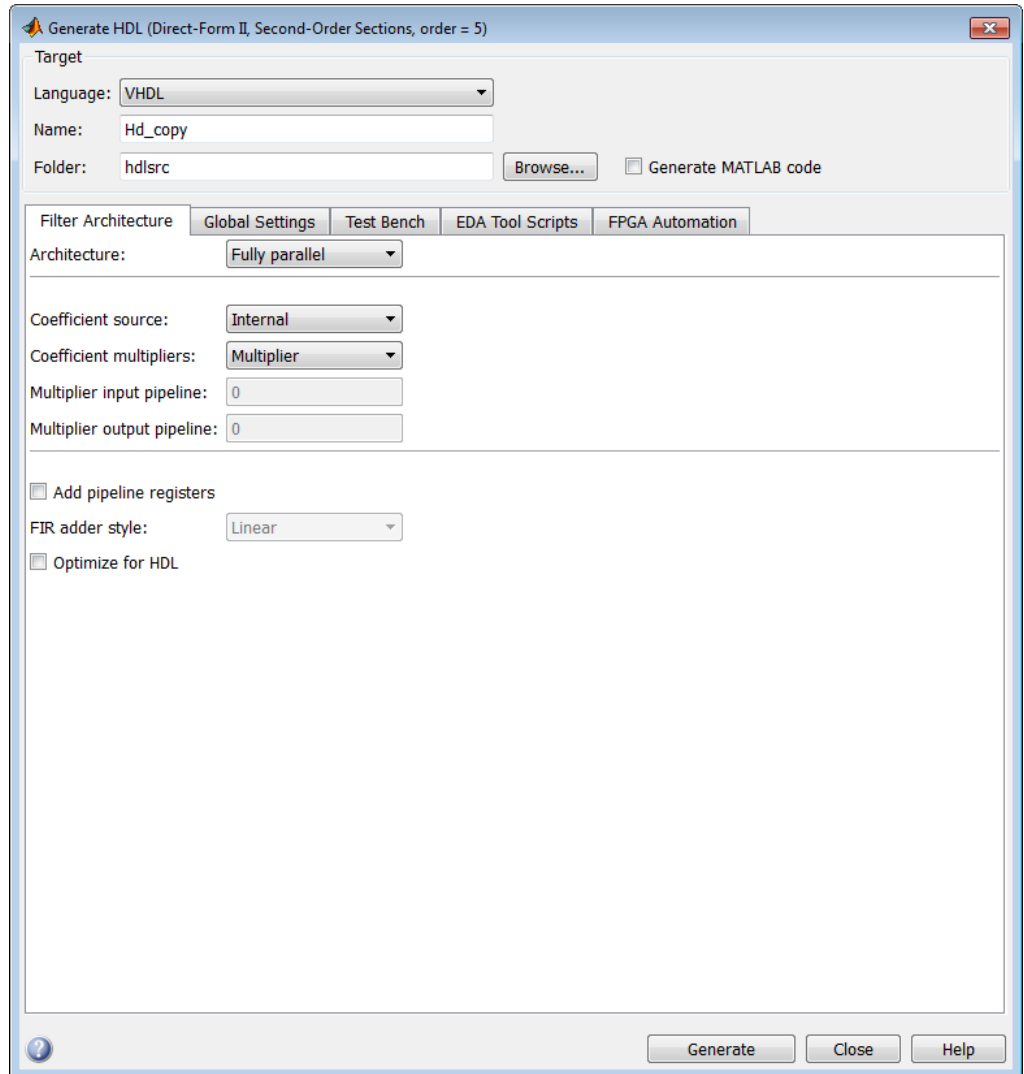 Generate HDL (Direct-Form II, Second-Order Sections, order = 5)
Target
Language: VHDL
Name: Hd_copy
Folder: hdlsrc Browse... Generate MATLAB code
Filter Architecture Global Settings Test Bench EDA Tool Scripts FPGA Automation
Architecture: Fully parallel
Coefficient source: Internal
Coefficient multipliers: Multiplier
Multiplier input pipeline: 0
Multiplier output pipeline: 0
Add pipeline registers
FIR adder style: Linear
Optimize for HDL
? Generate Close Help